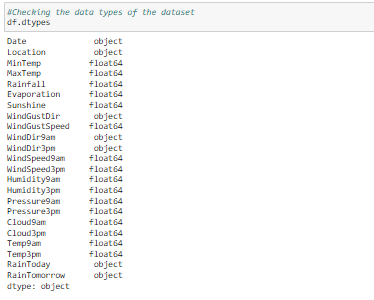 #Checking the data types of the dataset
df.dtypes
Date object
Location object
MinTemp float64
MaxTemp float64
Rainfall float64
Evaporation float64
Sunshine float64
WindGustDir object
WindGustSpeed float64
WindDir9am object
WindDir3pm object
WindSpeed9am float64
WindSpeed3pm float64
Humidity9am float64
Humidity3pm float64
Pressure9am float64
Pressure3pm float64
Cloud9am float64
Cloud3pm float64
Temp9am float64
Temp3pm float64
RainToday object
RainTomorrow object
dtype: object